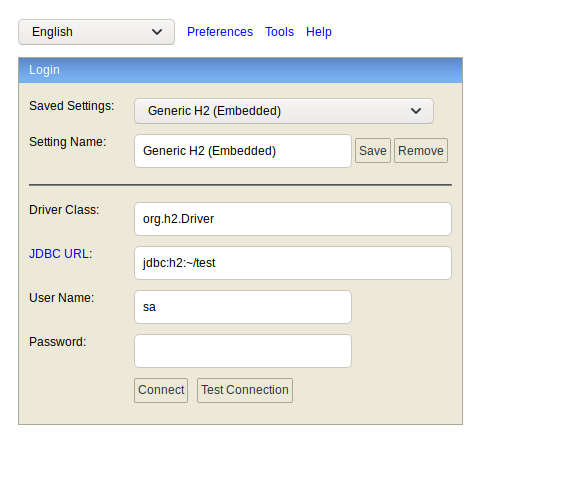 English Preferences Tools Help
Login
Saved Settings: Generic H2 (Embedded)
Setting Name: Generic H2 (Embedded) Save Remove
Driver Class: org.h2.Driver
JDBC URL: jdbc:h2:~/test
User Name: sa
Password:
Connect Test Connection